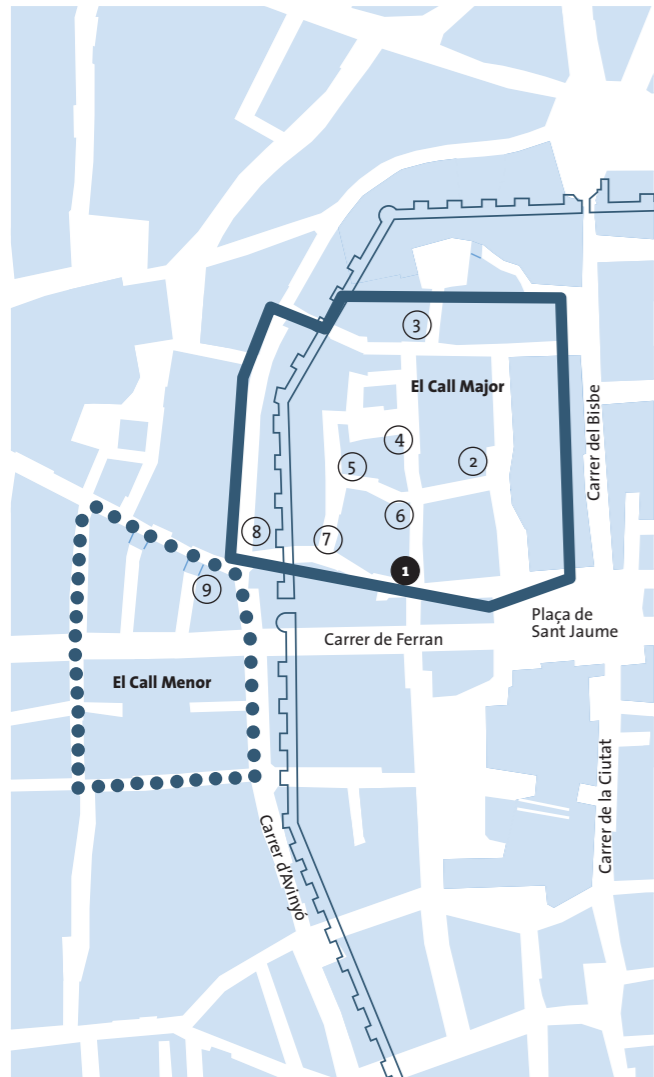 3
El Call Major
4
2
5
Carrer del Bisbe
6
8
7
1
9
Plaça de
Sant Jaume
Carrer de Ferran
El Call Menor
Carrer de la Ciutat
Carrer d'Avinyó